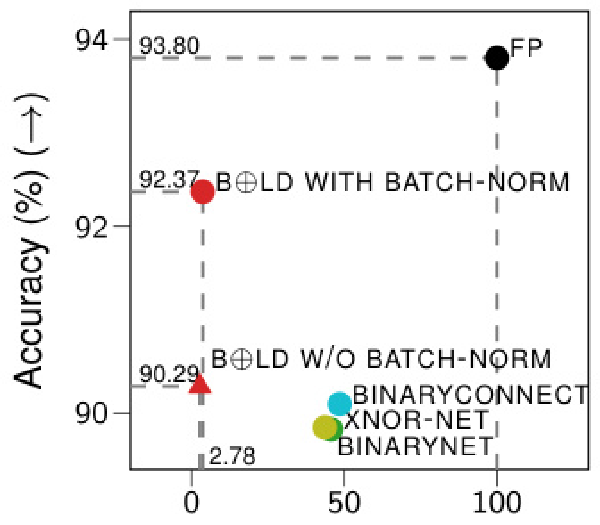 94
93.80
FP
Accuracy (%) (→)
92.37
B⊕LD WITH BATCH-NORM
92
B⊕LD W/O BATCH-NORM
90.29
BINARYCONNECT
90
XNOR-NET
BINARYNET
2.78
0 50 100